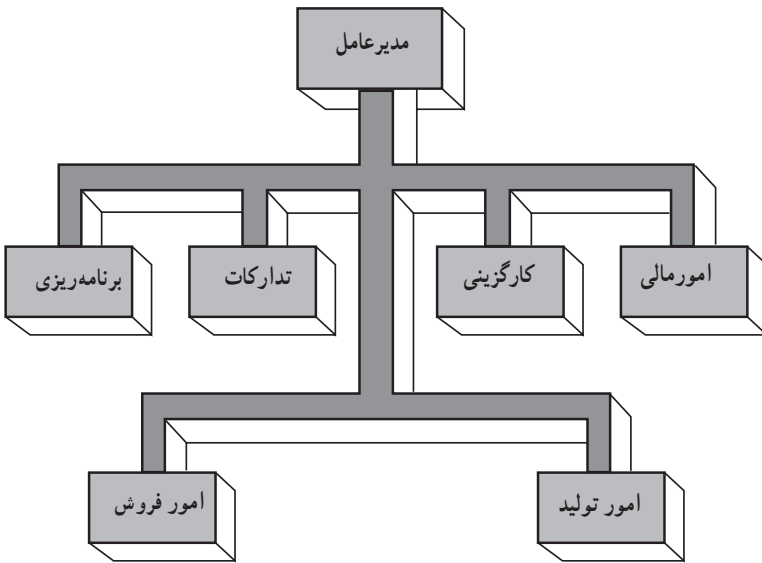 مدیرعامل
امورمالی
کارگزینی
تدارکات
برنامه‌ریزی
امور تولید
امور فروش